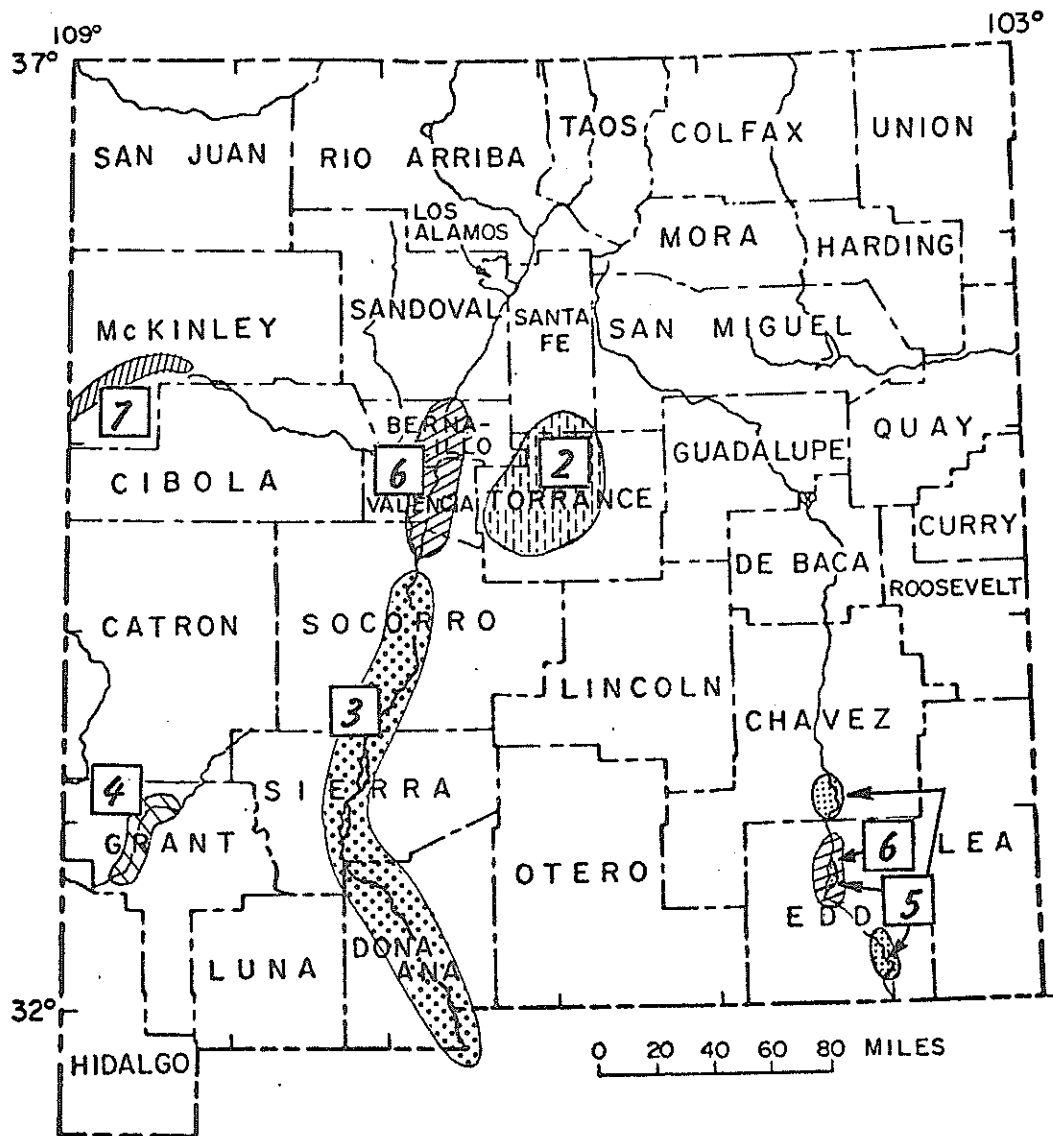 109°
103°
37°
SAN JUAN
RIO ARRIBA
TAOS
COLFAX
UNION
LOS
ALAMOS
MORA
HARDING
McKINLEY
SANDOVAL
SANTA
FE
SAN MIGUEL
7
BERNA-
LILLO
6
2
GUADALUPE
QUAY
CIBOLA
VALENCIA
TORRANCE
CURRY
DE BACA
ROOSEVELT
CATRON
SOCORRO
LINCOLN
3
CHAVEZ
4
SIERRA
GRANT
OTERO
6
LEA
5
EDD
LUNA
DONA
ANA
32°
HIDALGO
0 20 40 60 80 MILES